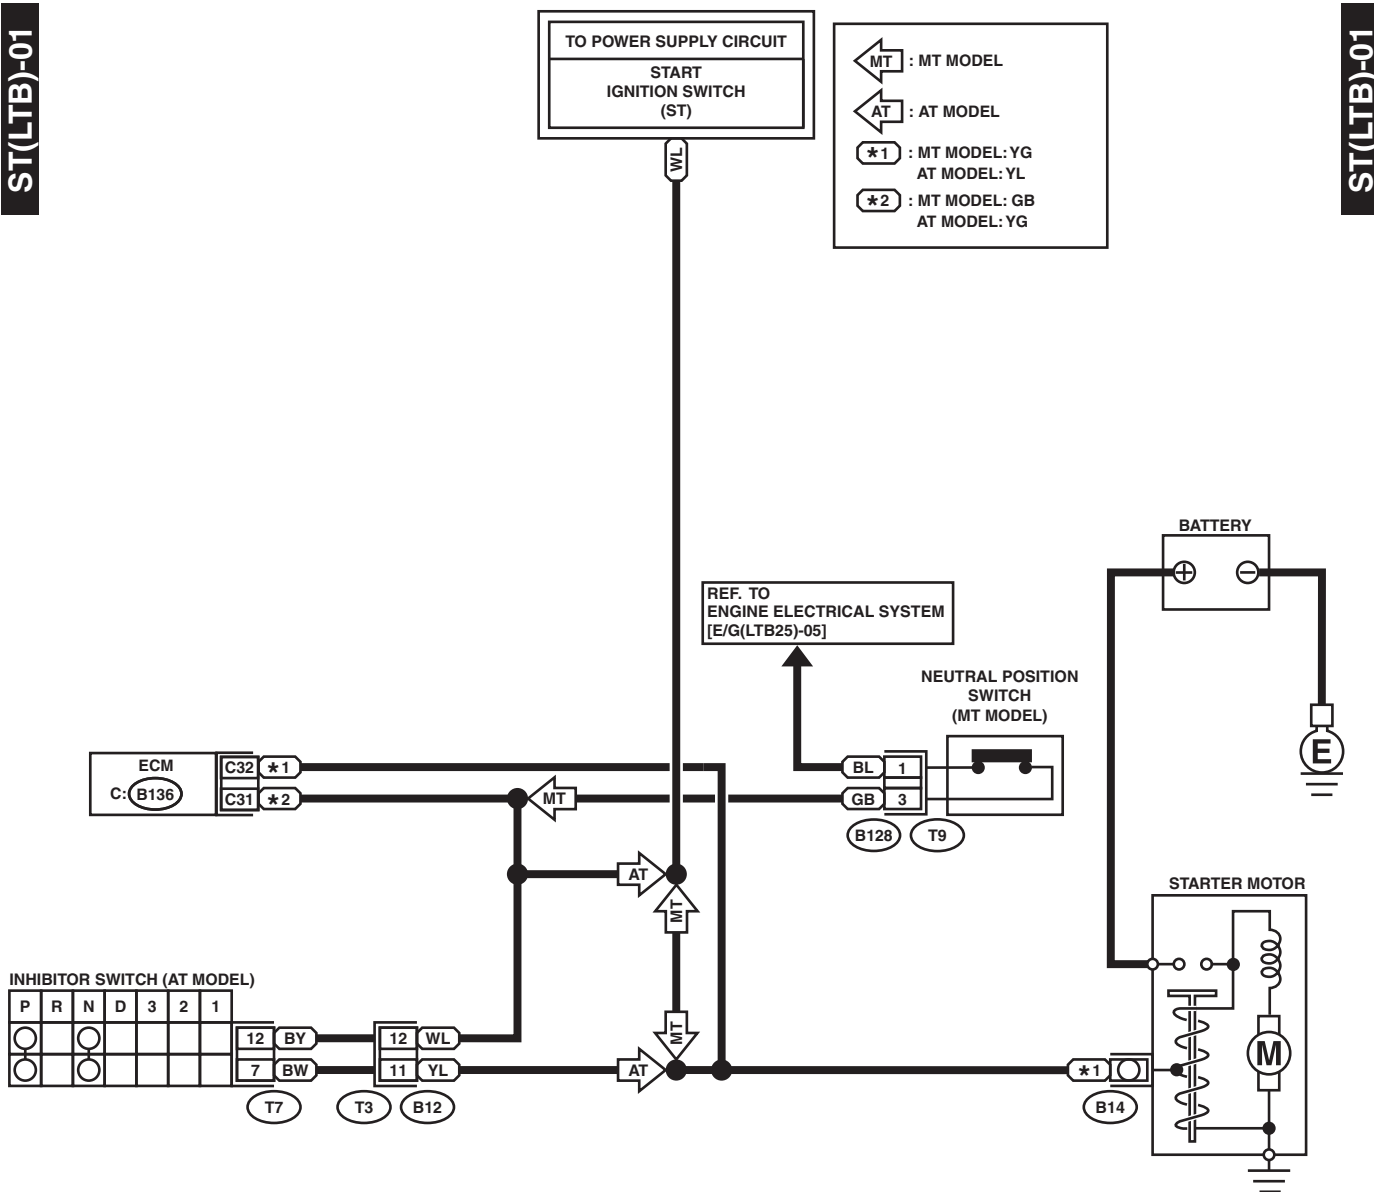 ST(LTB)-01
ST(LTB)-01
TO POWER SUPPLY CIRCUIT
START
IGNITION SWITCH
(ST)
WL
MT : MT MODEL
AT : AT MODEL
*1 : MT MODEL: YG
AT MODEL: YL
*2 : MT MODEL: GB
AT MODEL: YG
BATTERY
+ −
E
REF. TO
ENGINE ELECTRICAL SYSTEM
[E/G(LTB25)-05]
NEUTRAL POSITION
SWITCH
(MT MODEL)
BL 1
GB 3
B128 T9
ECM
C: B136
C32 *1
C31 *2
MT
AT
MT
MT
STARTER MOTOR
M
INHIBITOR SWITCH (AT MODEL)
P R N D 3 2 1
12 BY 12 WL
7 BW 11 YL AT *1
T7 T3 B12 B14